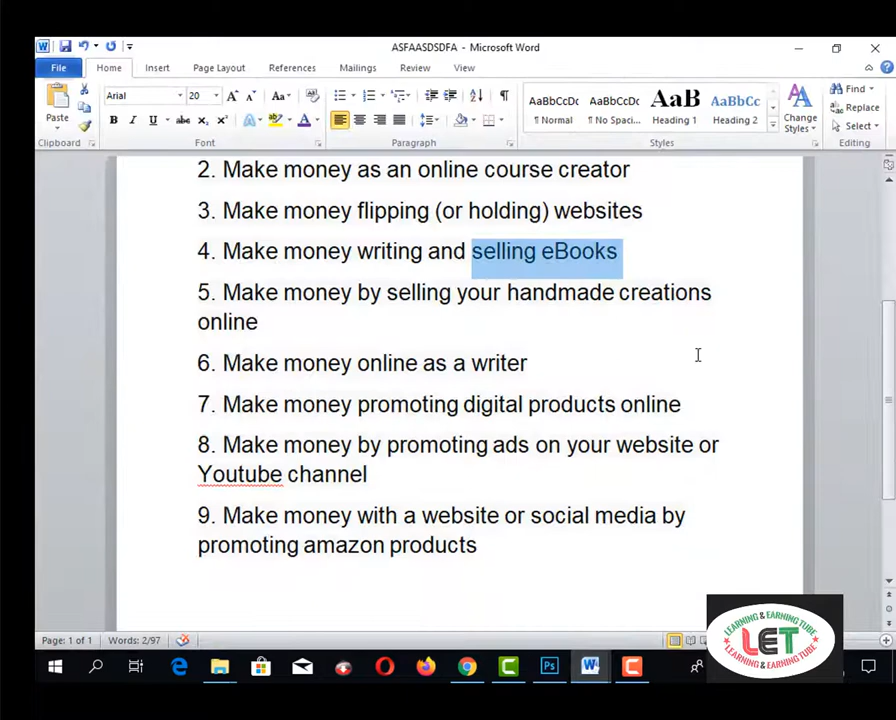 ASFAASDSDFA - Microsoft Word
File Home Insert Page Layout References Mailings Review View
Paste
Arial 20
AaBbCcDc AaBbCcDc AaB AaBbCc
¶ Normal ¶ No Spaci... Heading 1 Heading 2
Change Styles
Find
Replace
Select
Clipboard Font Paragraph Styles Editing
2. Make money as an online course creator
3. Make money flipping (or holding) websites
4. Make money writing and selling eBooks
5. Make money by selling your handmade creations
online
6. Make money online as a writer
7. Make money promoting digital products online
8. Make money by promoting ads on your website or
Youtube channel
9. Make money with a website or social media by
promoting amazon products
LEARNING & EARNING TUBE
LET
LEARNING & EARNING TUBE
Page: 1 of 1 Words: 2/97